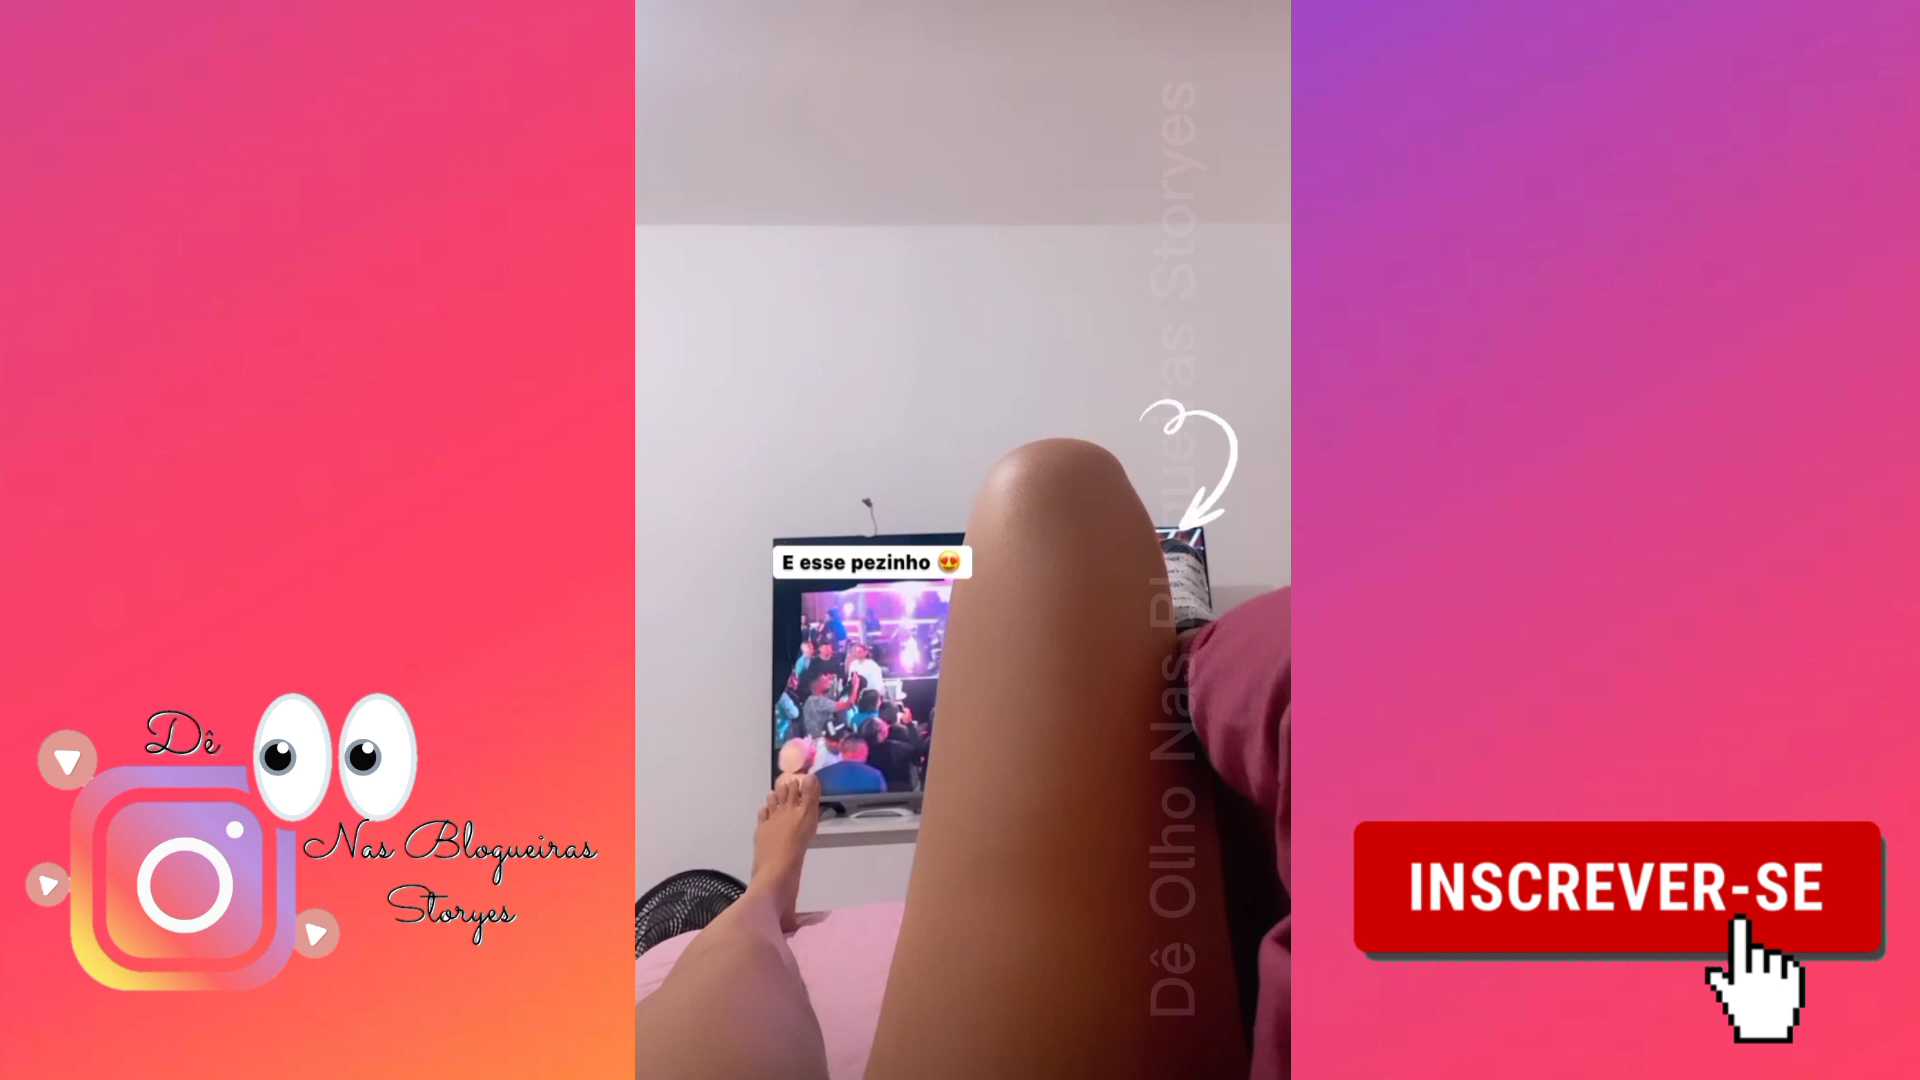 Dê
Nas Blogueiras
Storyes
E esse pezinho 😍
Dê Olho Nas Blogueiras Storyes
INSCREVER-SE